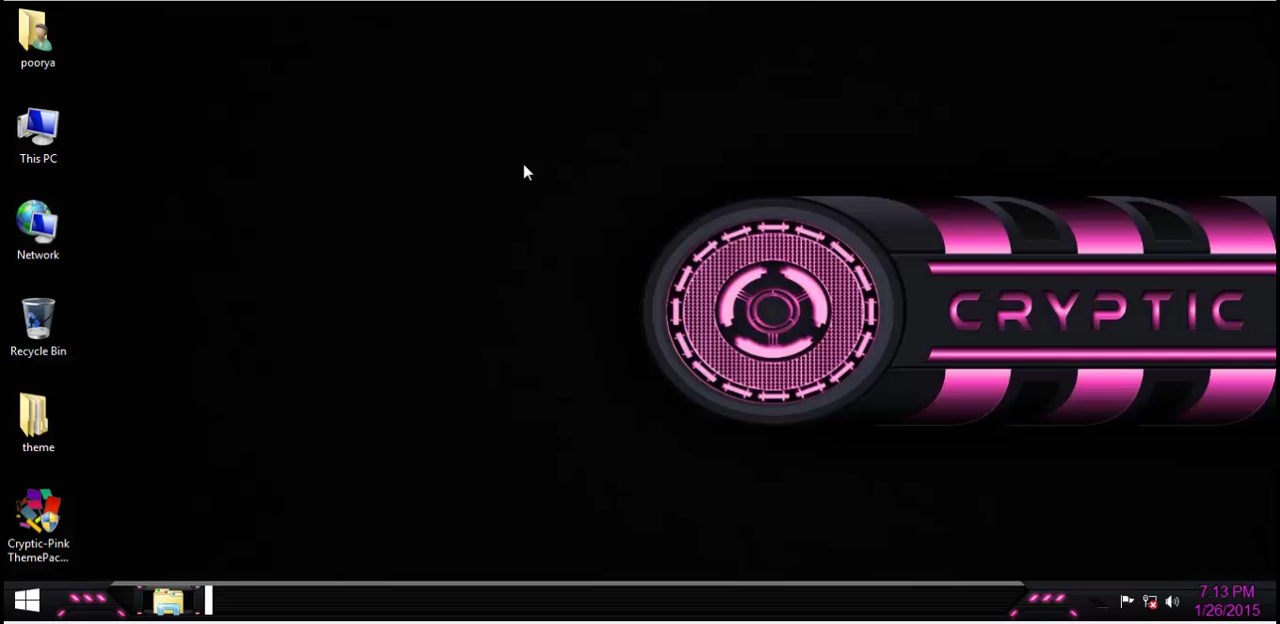 poorya
This PC
Network
Recycle Bin
theme
Cryptic-Pink
ThemePac...
CRYPTIC
7:13 PM
1/26/2015